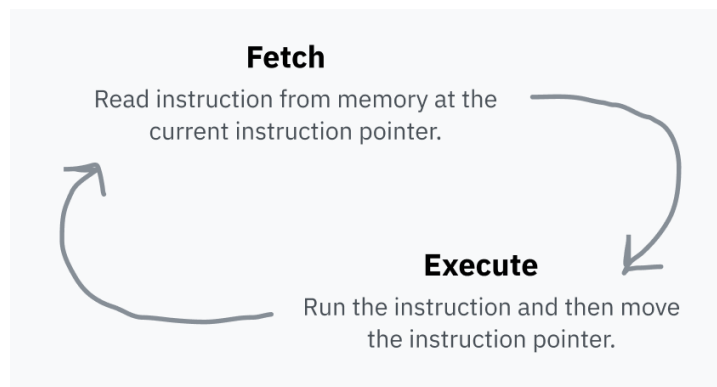 Fetch
Read instruction from memory at the
current instruction pointer.
Execute
Run the instruction and then move
the instruction pointer.